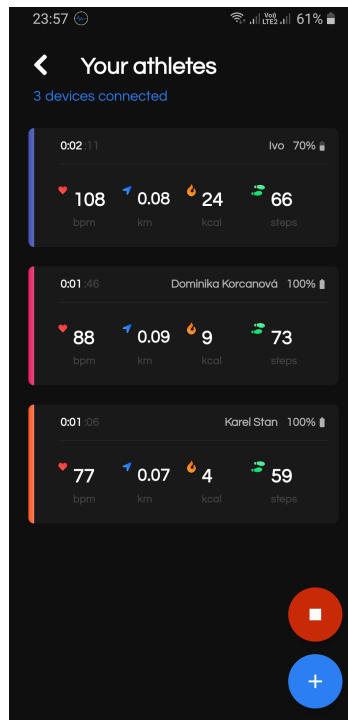 23:57 Vo) LTE2 61%
Your athletes
3 devices connected
0:02:11 Ivo 70%
108 0.08 24 66
bpm km kcal steps
0:01:46 Dominika Korcanová 100%
88 0.09 9 73
bpm km kcal steps
0:01:06 Karel Stan 100%
77 0.07 4 59
bpm km kcal steps